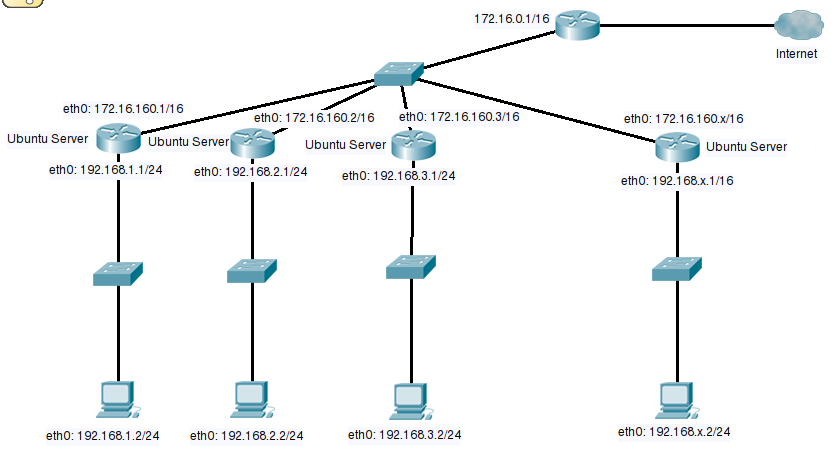 172.16.0.1/16
Internet
eth0: 172.16.160.1/16
eth0: 172.16.160.2/16
eth0: 172.16.160.3/16
eth0: 172.16.160.x/16
Ubuntu Server
Ubuntu Server
Ubuntu Server
Ubuntu Server
eth0: 192.168.1.1/24
eth0: 192.168.2.1/24
eth0: 192.168.3.1/24
eth0: 192.168.x.1/16
eth0: 192.168.1.2/24
eth0: 192.168.2.2/24
eth0: 192.168.3.2/24
eth0: 192.168.x.2/24